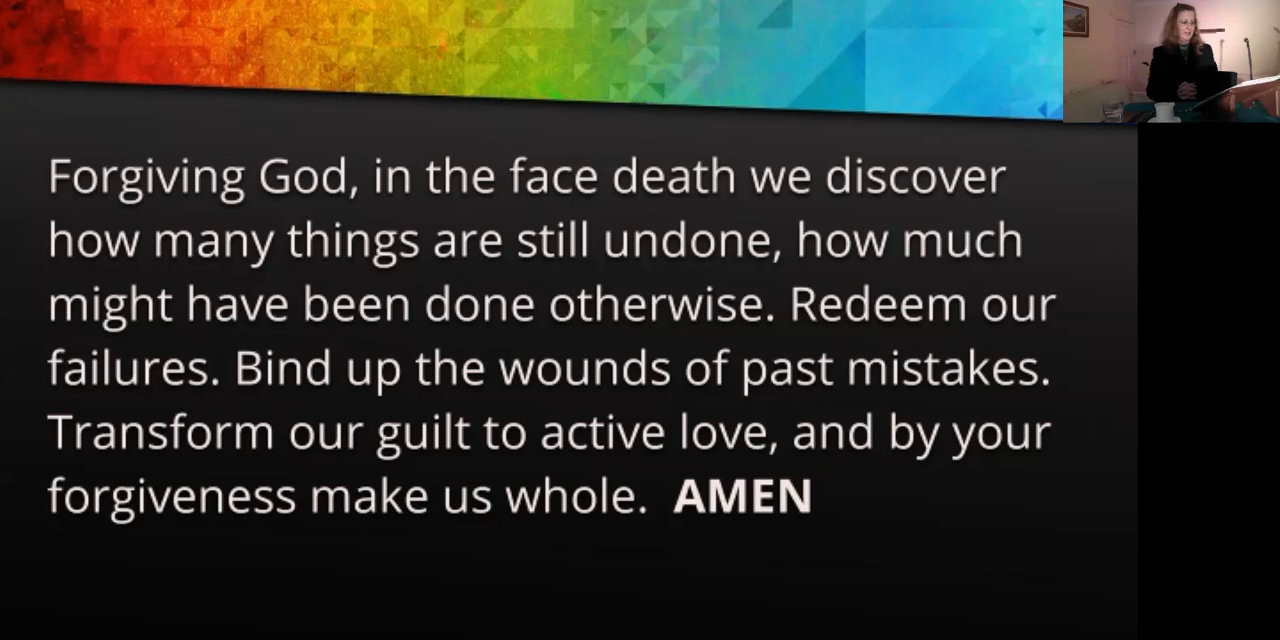 Forgiving God, in the face death we discover
how many things are still undone, how much
might have been done otherwise. Redeem our
failures. Bind up the wounds of past mistakes.
Transform our guilt to active love, and by your
forgiveness make us whole. AMEN